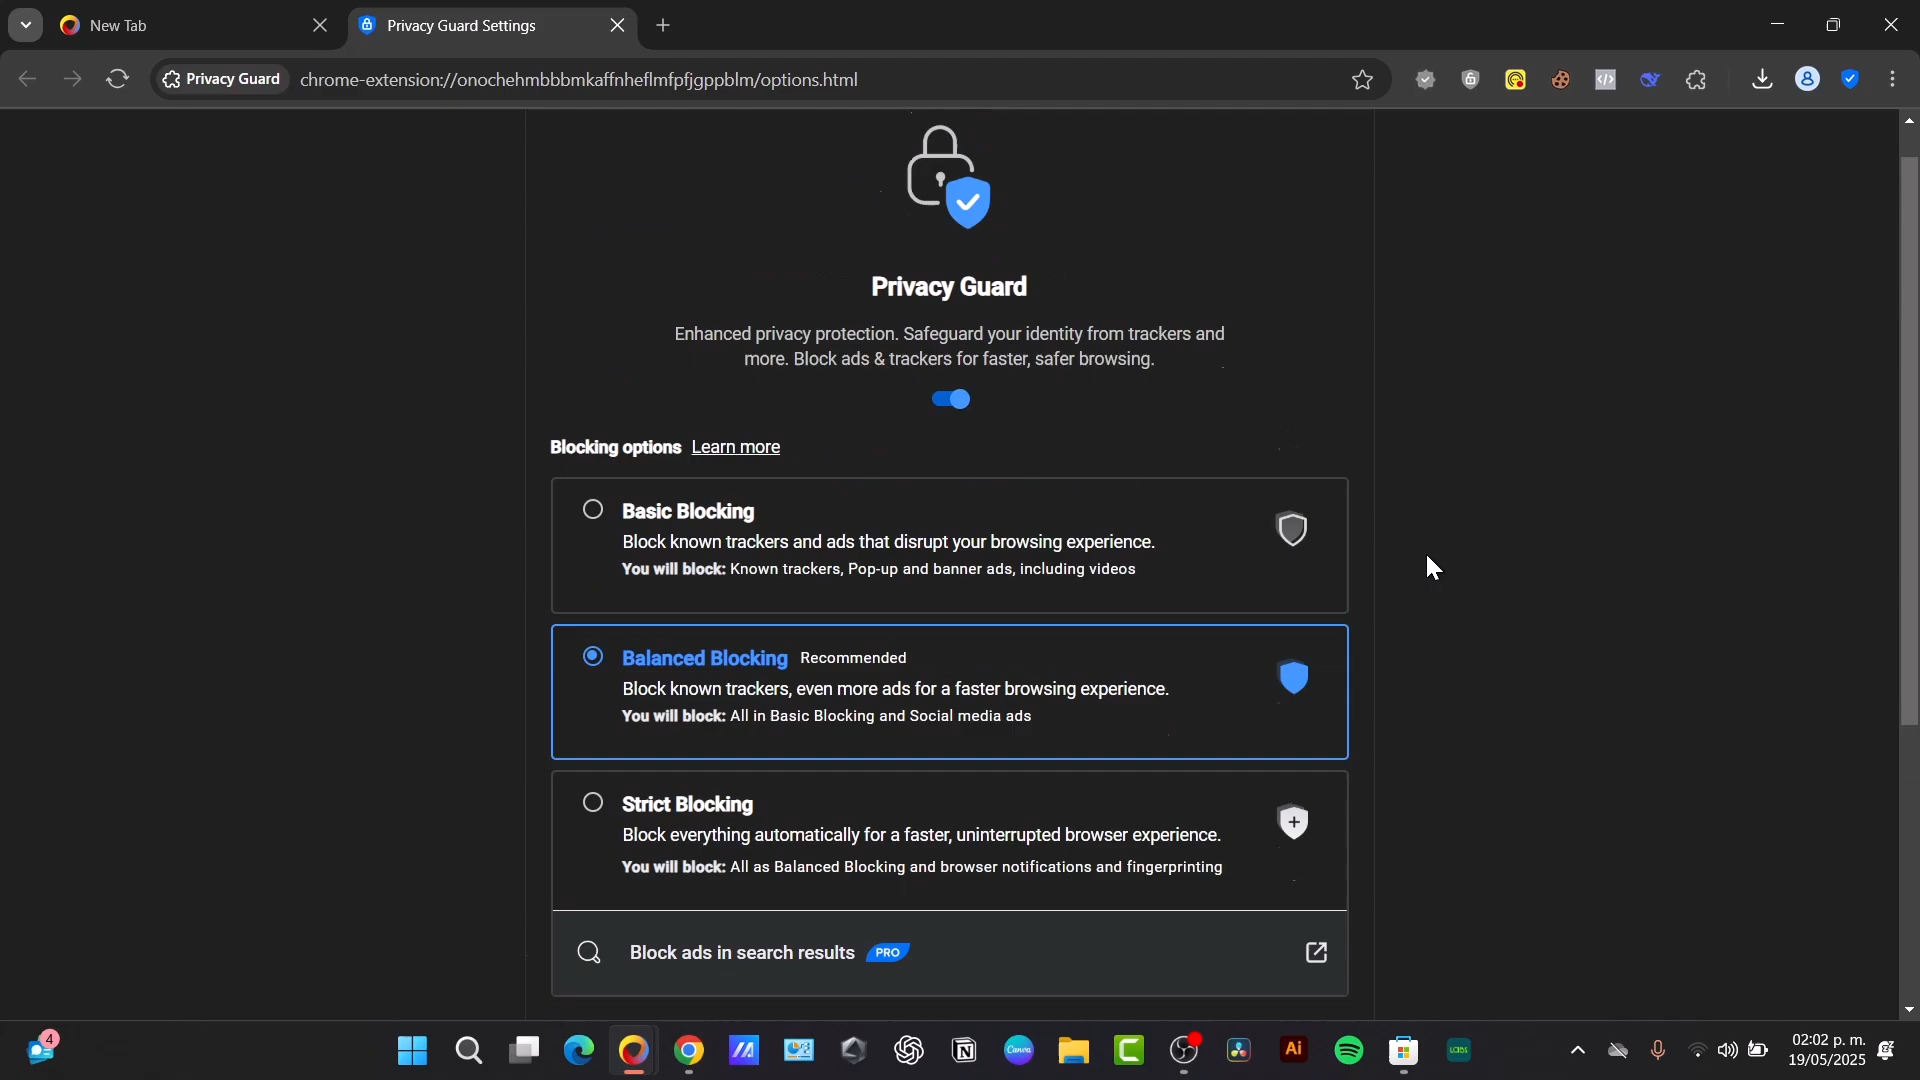 New Tab
Privacy Guard Settings
Privacy Guard
chrome-extension://onochehmbbbmkaffnheflmfpfjgppblm/options.html
Privacy Guard
Enhanced privacy protection. Safeguard your identity from trackers and
more. Block ads & trackers for faster, safer browsing.
Blocking options Learn more
Basic Blocking
Block known trackers and ads that disrupt your browsing experience.
You will block: Known trackers, Pop-up and banner ads, including videos
Balanced Blocking Recommended
Block known trackers, even more ads for a faster browsing experience.
You will block: All in Basic Blocking and Social media ads
Strict Blocking
Block everything automatically for a faster, uninterrupted browser experience.
You will block: All as Balanced Blocking and browser notifications and fingerprinting
Block ads in search results PRO
4
Canva
Ai
LABS
02:02 p. m.
19/05/2025